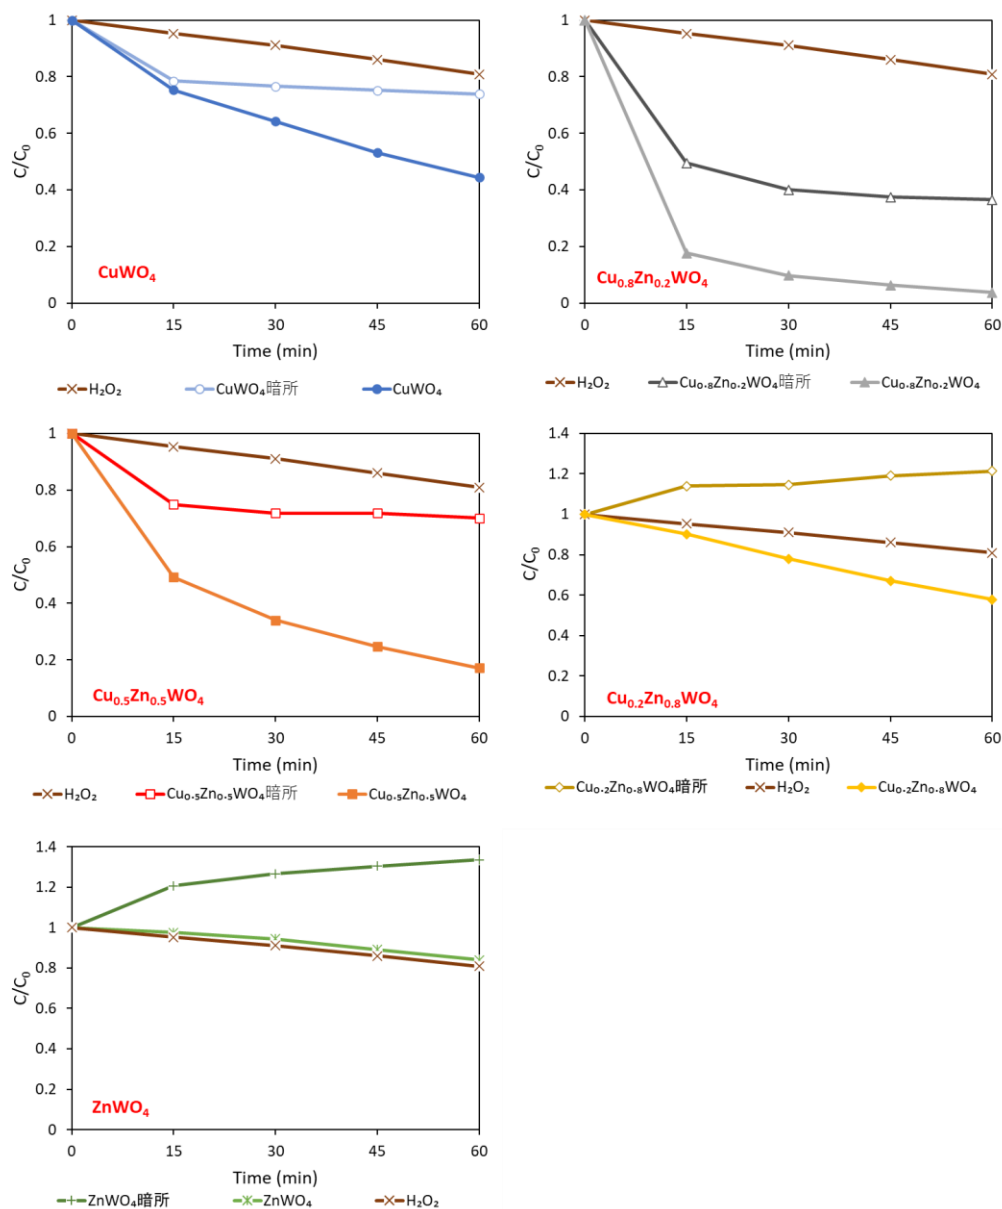 1
0.8
0.6
0.4
0.2
0
C/C₀
CuWO₄
0 15 30 45 60
Time (min)
H₂O₂ CuWO₄暗所 CuWO₄
1
0.8
0.6
0.4
0.2
0
C/C₀
Cu₀.₈Zn₀.₂WO₄
0 15 30 45 60
Time (min)
H₂O₂ Cu₀.₈Zn₀.₂WO₄暗所 Cu₀.₈Zn₀.₂WO₄
1
0.8
0.6
0.4
0.2
0
C/C₀
Cu₀.₅Zn₀.₅WO₄
0 15 30 45 60
Time (min)
H₂O₂ Cu₀.₅Zn₀.₅WO₄暗所 Cu₀.₅Zn₀.₅WO₄
1.4
1.2
1
0.8
0.6
0.4
0.2
0
C/C₀
Cu₀.₂Zn₀.₈WO₄
0 15 30 45 60
Time (min)
Cu₀.₂Zn₀.₈WO₄暗所 H₂O₂ Cu₀.₂Zn₀.₈WO₄
1.4
1.2
1
0.8
0.6
0.4
0.2
0
C/C₀
ZnWO₄
0 15 30 45 60
Time (min)
ZnWO₄暗所 ZnWO₄ H₂O₂